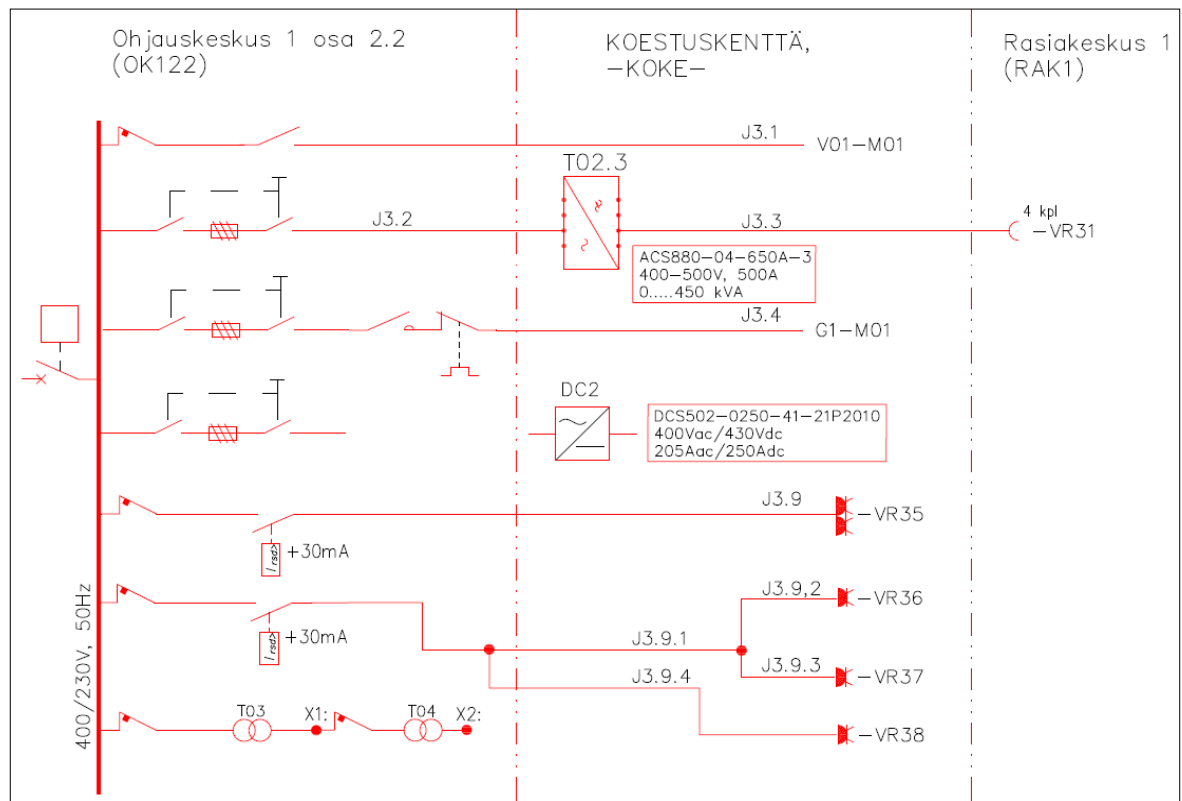 Ohjauskeskus 1 osa 2.2
(OK122)
KOESTUSKENTTÄ,
-KOKE-
Rasiakeskus 1
(RAK1)
J3.1
V01-M01
T02.3
J3.2
J3.3
4 kpl
-VR31
ACS880-04-650A-3
400-500V, 500A
0.....450 kVA
J3.4
G1-M01
DC2
DCS502-0250-41-21P2010
400Vac/430Vdc
205Aac/250Adc
J3.9
-VR35
I rsd>
+30mA
J3.9,2
-VR36
I rsd>
+30mA
J3.9.1
J3.9.3
-VR37
J3.9.4
-VR38
T03
X1:
T04
X2:
400/230V, 50Hz